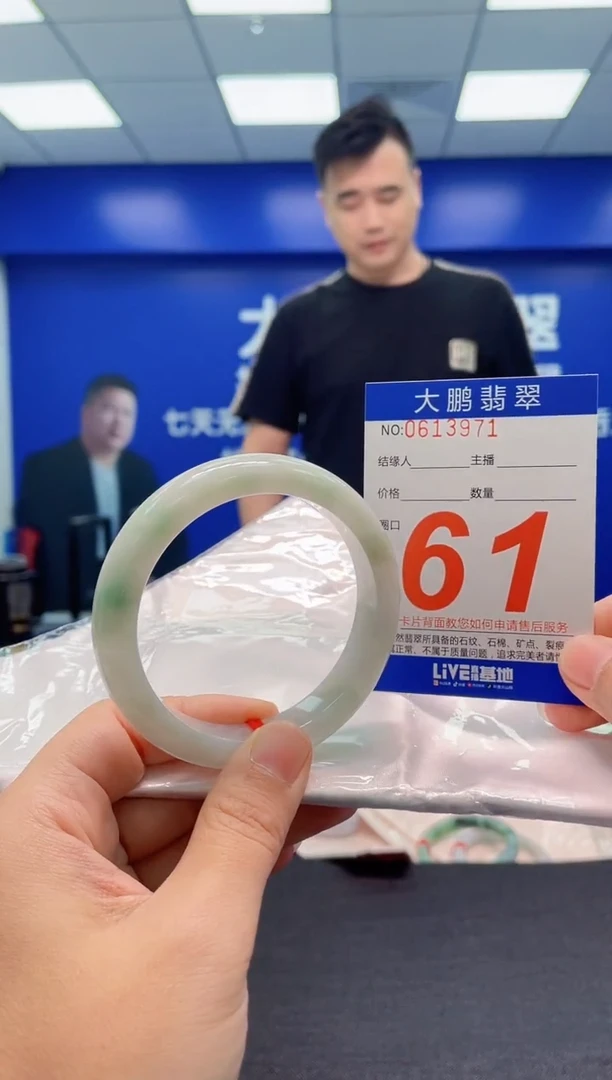 七天无
大鹏翡翠
NO:0613971
结缘人 主播
价格 数量
圈口
61
卡片背面教您如何申请售后服务
然翡翠所具备的石纹、石棉、矿点、裂
正常,不属于质量问题,追求完美者请
LiVE 基地